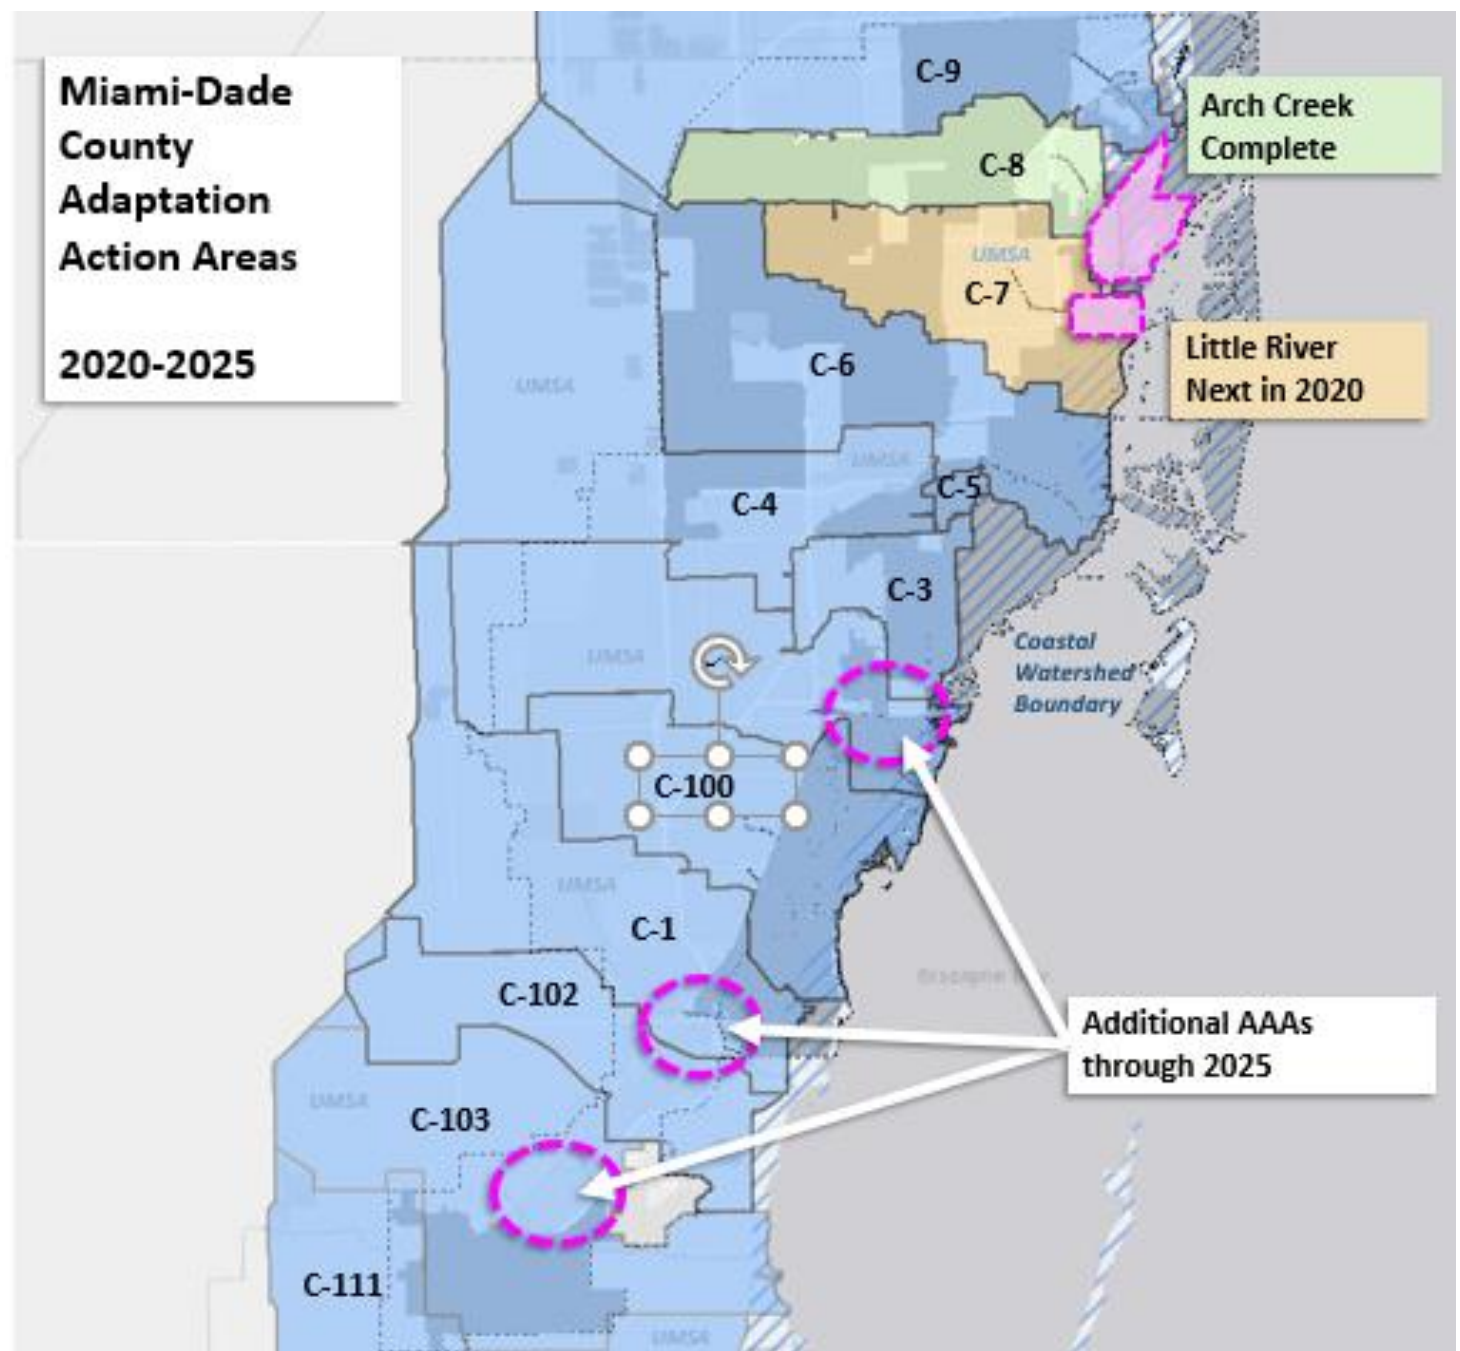 Miami-Dade
County
Adaptation
Action Areas
2020-2025
C-9
Arch Creek
Complete
C-8
UMSA
C-7
Little River
Next in 2020
C-6
UMSA
UMSA
C-5
C-4
C-3
Coastal
Watershed
Boundary
UMSA
C-100
UMSA
C-1
C-102
Additional AAAs
through 2025
UMSA
C-103
C-111
UMSA